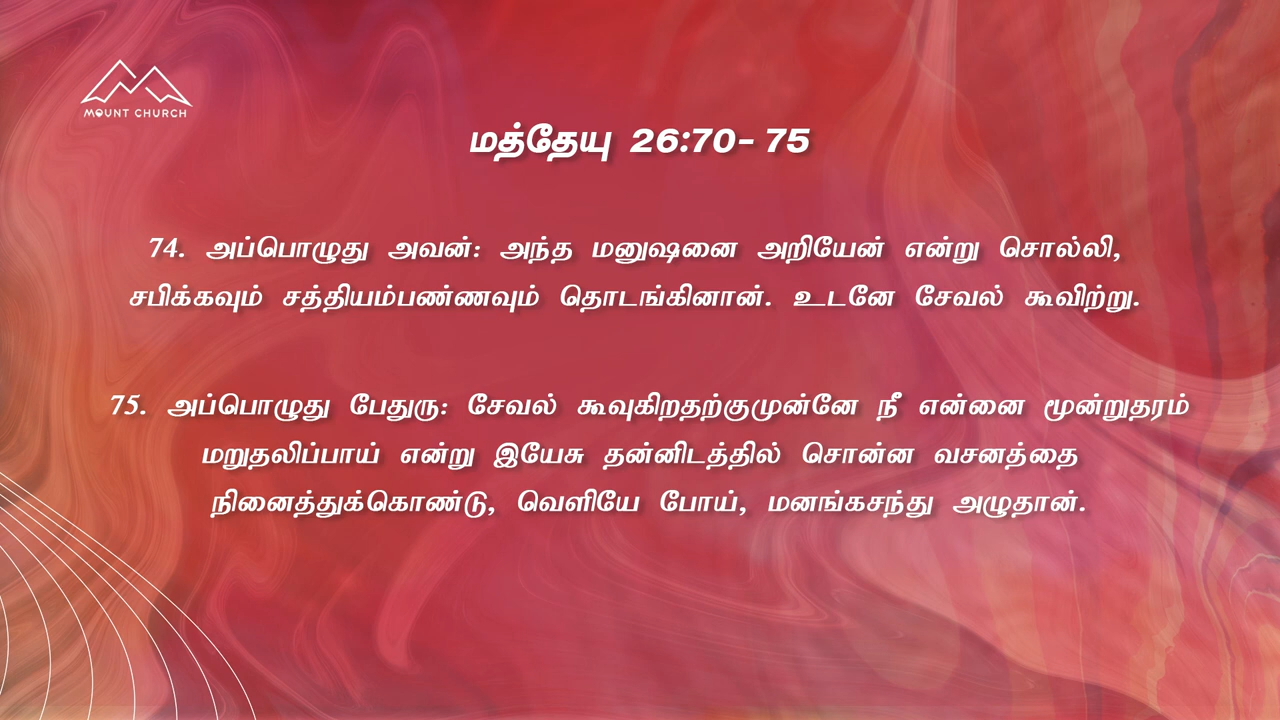 MOUNT CHURCH
மத்தேயு 26:70- 75
74. அப்பொழுது அவன்: அந்த மனுஷனை அறியேன் என்று சொல்லி,
சபிக்கவும் சத்தியம்பண்ணவும் தொடங்கினான். உடனே சேவல் கூவிற்று.
75. அப்பொழுது பேதுரு: சேவல் கூவுகிறதற்குமுன்னே நீ என்னை மூன்றுதரம்
மறுதலிப்பாய் என்று இயேசு தன்னிடத்தில் சொன்ன வசனத்தை
நினைத்துக்கொண்டு, வெளியே போய், மனங்கசந்து அழுதான்.